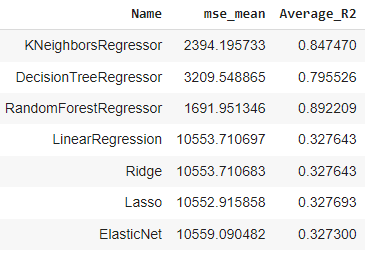 Name mse_mean Average_R2
KNeighborsRegressor 2394.195733 0.847470
DecisionTreeRegressor 3209.548865 0.795526
RandomForestRegressor 1691.951346 0.892209
LinearRegression 10553.710697 0.327643
Ridge 10553.710683 0.327643
Lasso 10552.915858 0.327693
ElasticNet 10559.090482 0.327300